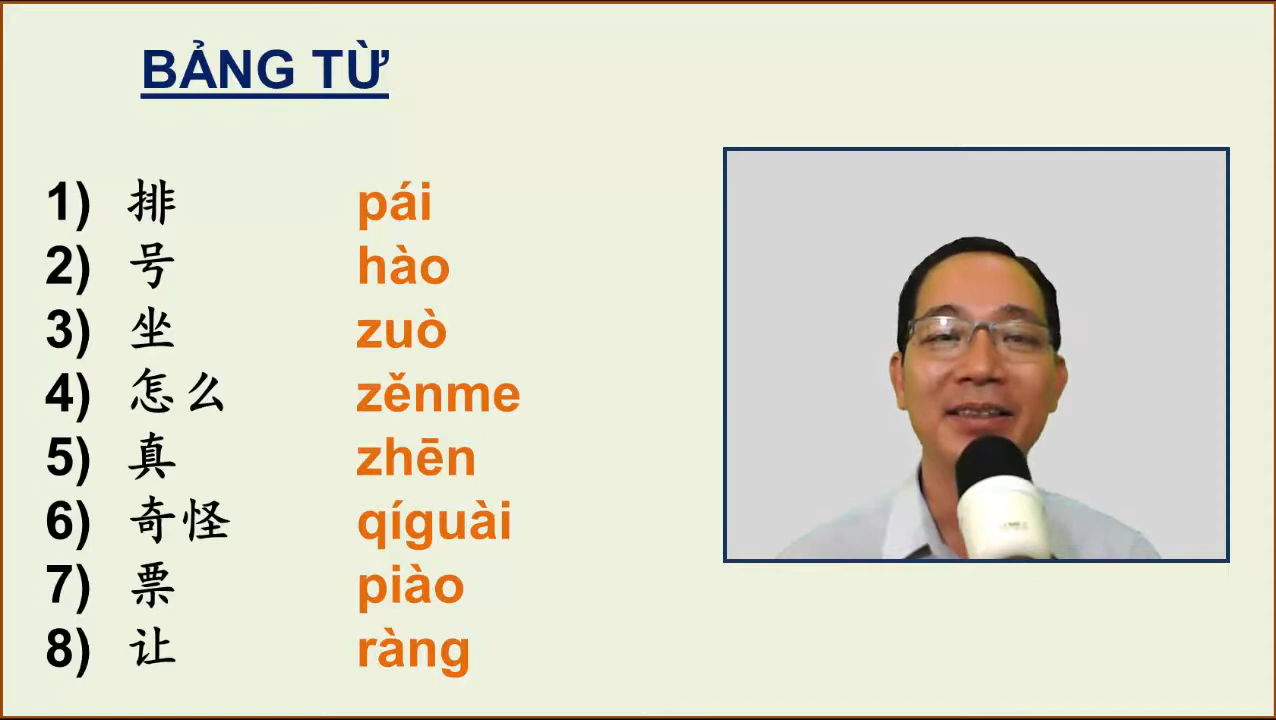 BẢNG TỪ
1) 排 pái
2) 号 hào
3) 坐 zuò
4) 怎么 zěnme
5) 真 zhēn
6) 奇怪 qíguài
7) 票 piào
8) 让 ràng